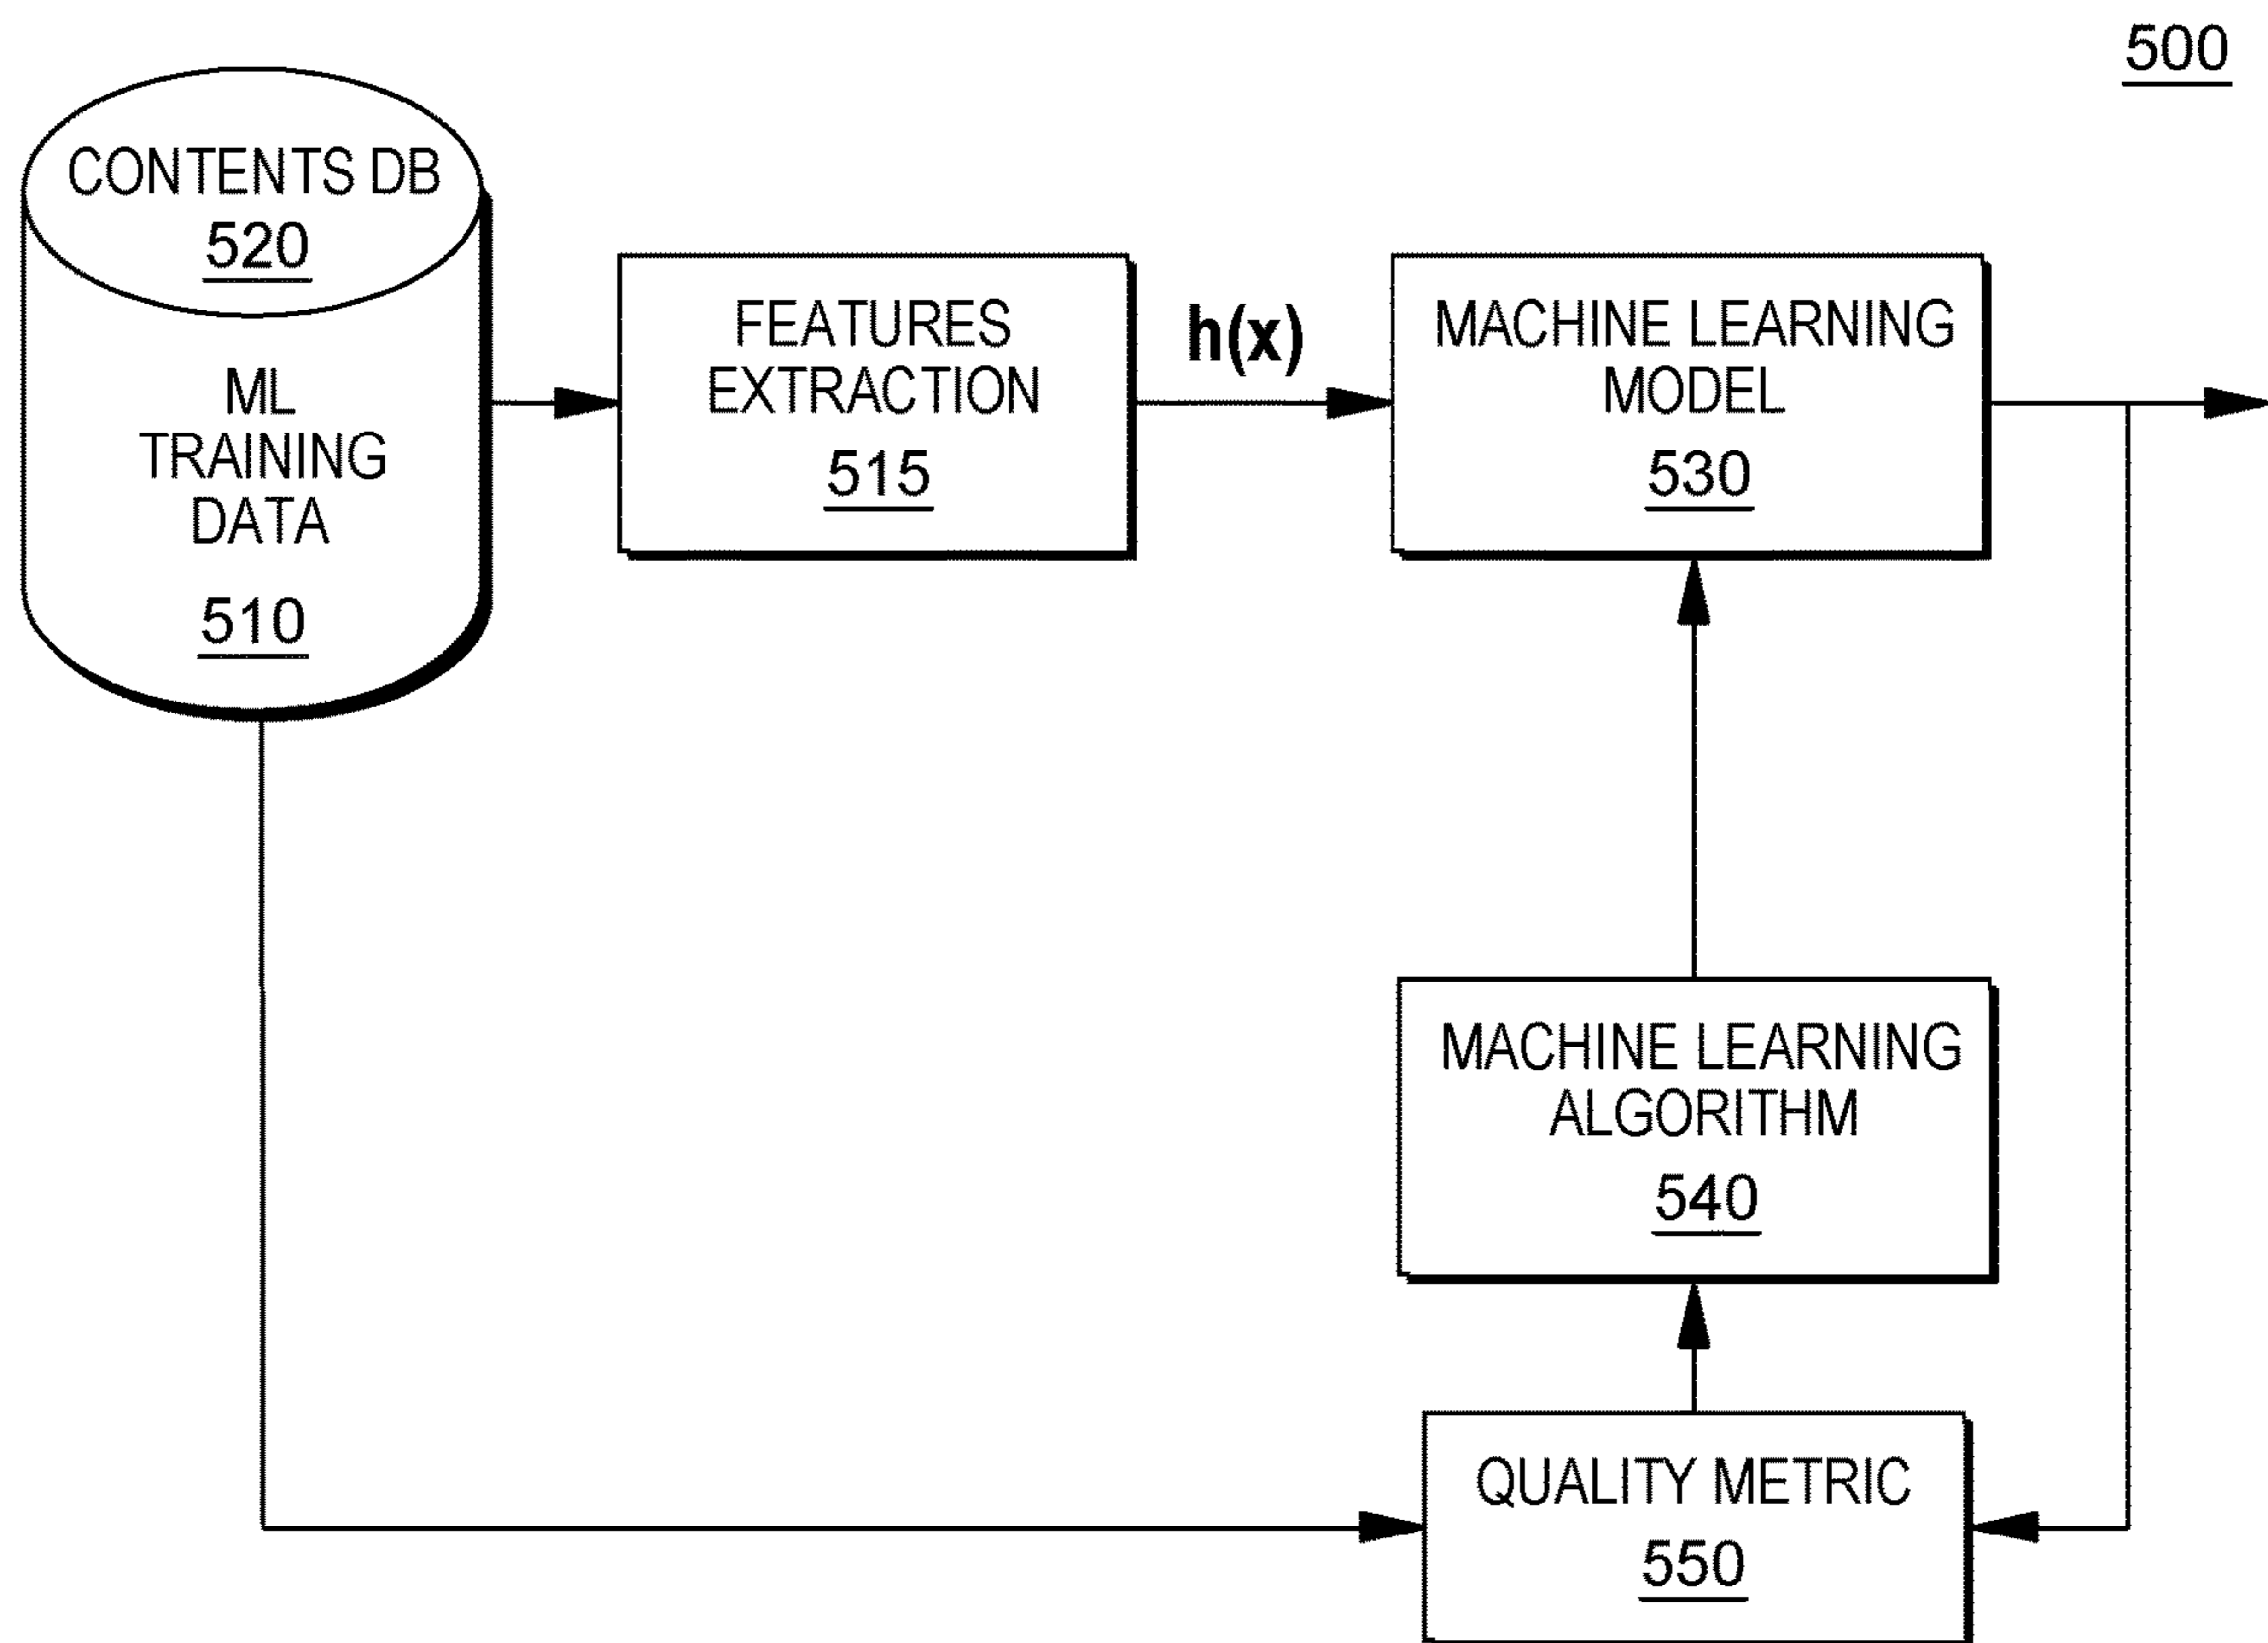 500
CONTENTS DB
520
ML
TRAINING
DATA
510
FEATURES
EXTRACTION
515
h(x)
MACHINE LEARNING
MODEL
530
MACHINE LEARNING
ALGORITHM
540
QUALITY METRIC
550